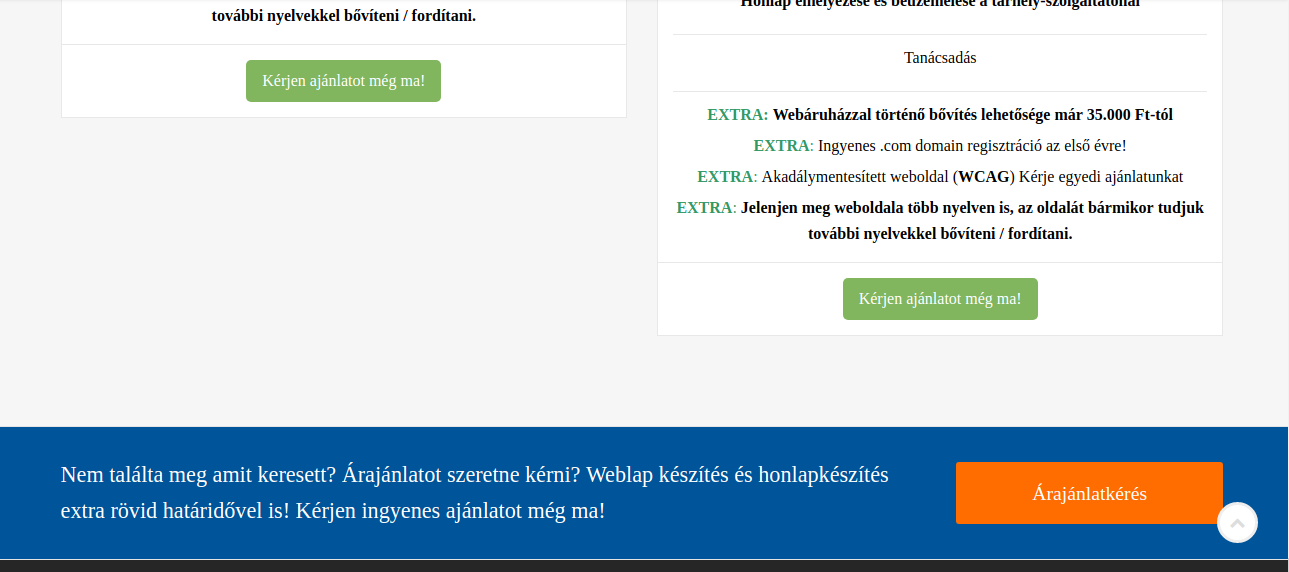 további nyelvekkel bővíteni / fordítani.
Kérjen ajánlatot még ma!
Honlap elhelyezése és beüzemelése a tárhely-szolgáltatónál
Tanácsadás
EXTRA: Webáruházzal történő bővítés lehetősége már 35.000 Ft-tól
EXTRA: Ingyenes .com domain regisztráció az első évre!
EXTRA: Akadálymentesített weboldal (WCAG) Kérje egyedi ajánlatunkat
EXTRA: Jelenjen meg weboldala több nyelven is, az oldalát bármikor tudjuk
további nyelvekkel bővíteni / fordítani.
Kérjen ajánlatot még ma!
Nem találta meg amit keresett? Árajánlatot szeretne kérni? Weblap készítés és honlapkészítés
extra rövid határidővel is! Kérjen ingyenes ajánlatot még ma!
Árajánlatkérés